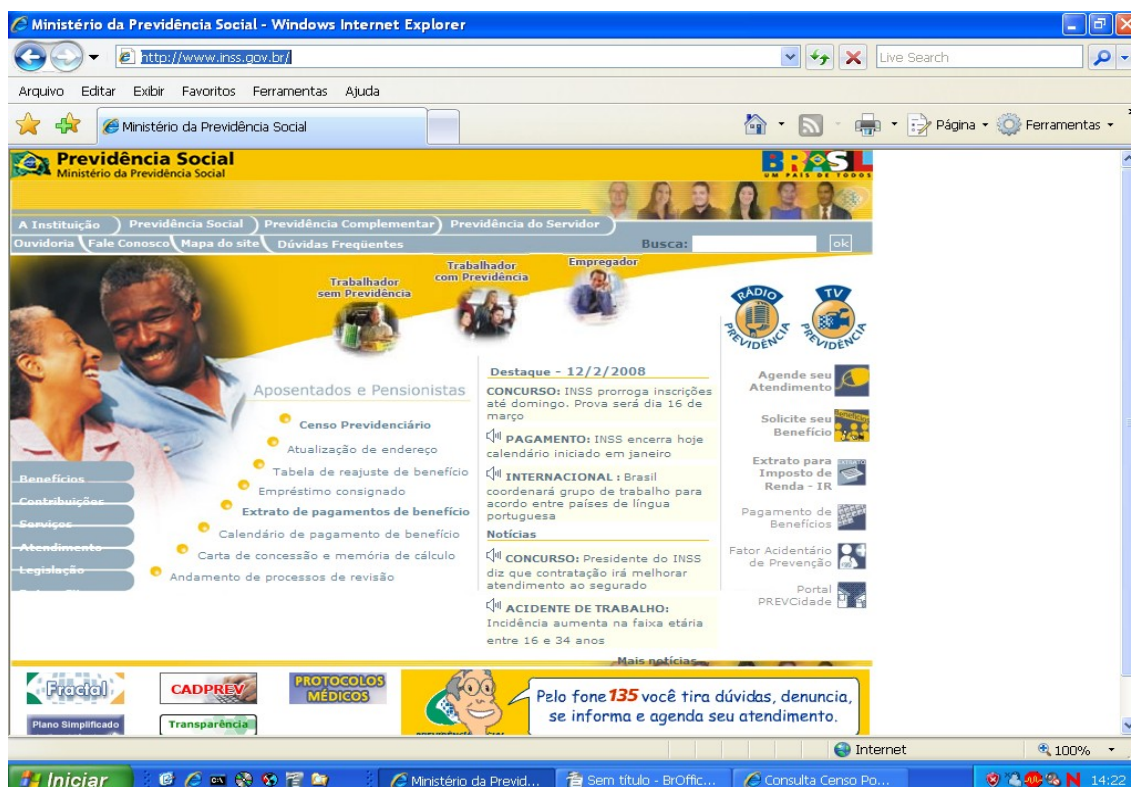 Ministério da Previdência Social - Windows Internet Explorer
http://www.inss.gov.br/
Live Search
Arquivo Editar Exibir Favoritos Ferramentas Ajuda
Ministério da Previdência Social
Página
Ferramentas
Previdência Social
Ministério da Previdência Social
BRASIL
UM PAÍS DE TODOS
A Instituição Previdência Social Previdência Complementar Previdência do Servidor
Ouvidoria Fale Conosco Mapa do site Dúvidas Freqüentes
Busca:
ok
Trabalhador
sem Previdência
Trabalhador
com Previdência
Empregador
RÁDIO
PREVIDÊNCIA
TV
PREVIDÊNCIA
Aposentados e Pensionistas
Censo Previdenciário
Atualização de endereço
Tabela de reajuste de benefício
Empréstimo consignado
Extrato de pagamentos de benefício
Calendário de pagamento de benefício
Carta de concessão e memória de cálculo
Andamento de processos de revisão
Benefícios
Contribuições
Serviços
Atendimento
Legislação
Destaque - 12/2/2008
CONCURSO: INSS prorroga inscrições
até domingo. Prova será dia 16 de
março
PAGAMENTO: INSS encerra hoje
calendário iniciado em janeiro
INTERNACIONAL : Brasil
coordenará grupo de trabalho para
acordo entre países de língua
portuguesa
Notícias
CONCURSO: Presidente do INSS
diz que contratação irá melhorar
atendimento ao segurado
ACIDENTE DE TRABALHO:
Incidência aumenta na faixa etária
entre 16 e 34 anos
Mais notícias
Agende seu
Atendimento
Solicite seu
Benefício
Benefícios
Extrato para
Imposto de
Renda - IR
EXTRATO
Pagamento de
Benefícios
Fator Acidentário
de Prevenção
Portal
PREVCidade
Fracial
CADPREV
PROTOCOLOS
MÉDICOS
Plano Simplificado
Transparência
Pelo fone 135 você tira dúvidas, denuncia,
se informa e agenda seu atendimento.
Internet
100%
Iniciar
Ministério da Previd...
Sem título - BrOffic...
Consulta Censo Po...
14:22